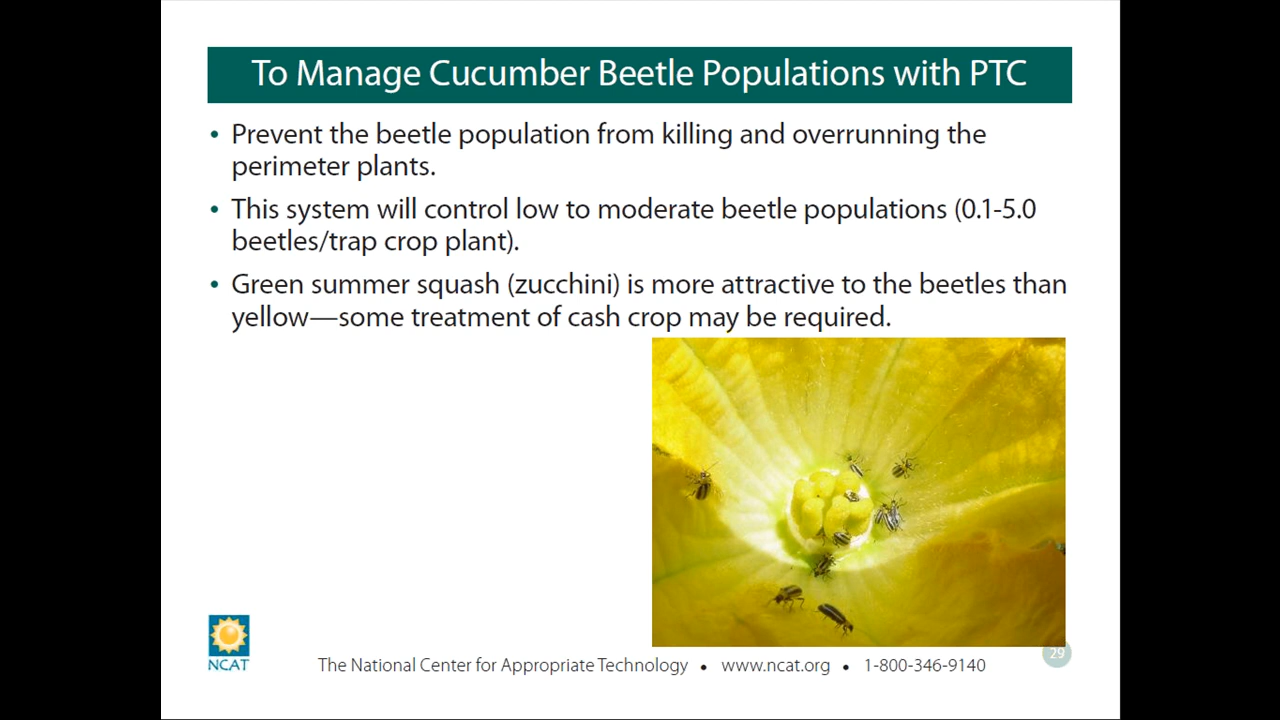 To Manage Cucumber Beetle Populations with PTC
• Prevent the beetle population from killing and overrunning the
perimeter plants.
• This system will control low to moderate beetle populations (0.1-5.0
beetles/trap crop plant).
• Green summer squash (zucchini) is more attractive to the beetles than
yellow—some treatment of cash crop may be required.
NCAT
The National Center for Appropriate Technology • www.ncat.org • 1-800-346-9140
29